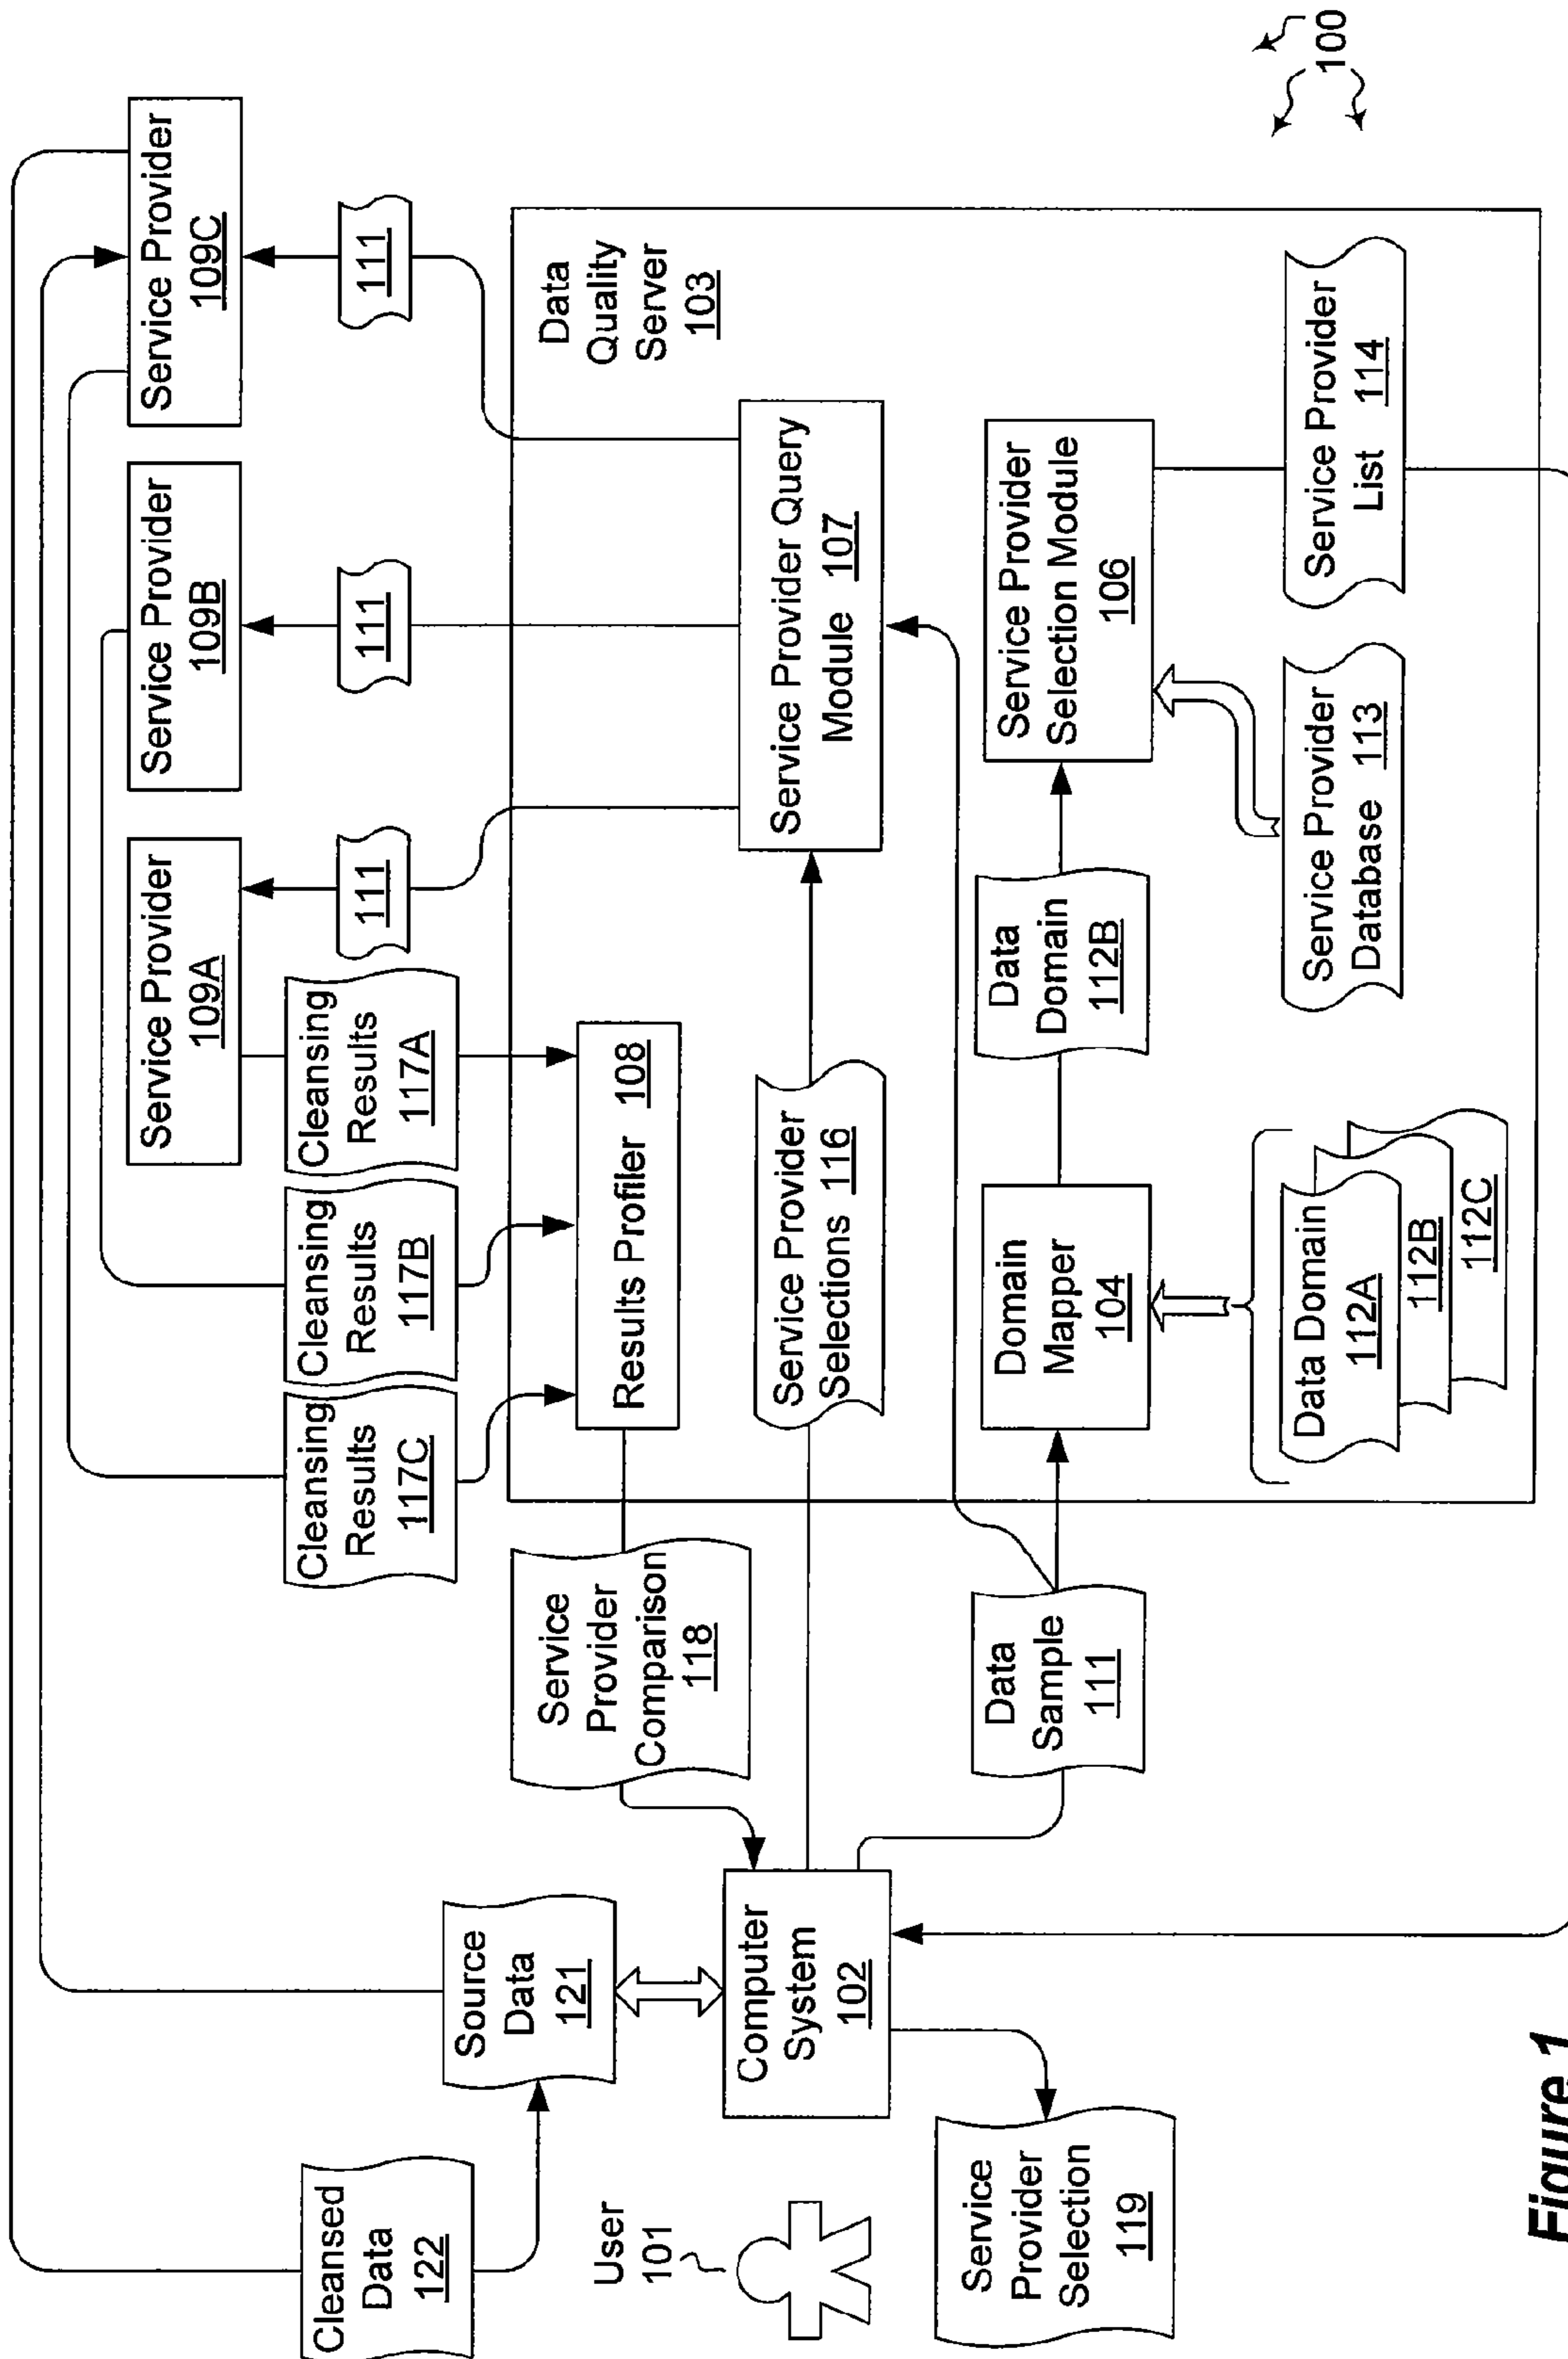 Cleansed
Data
122
Source
Data
121
User
101
Computer
System
102
Service
Provider
Selection
119
Service
Provider
Comparison
118
Data
Sample
111
Cleansing
Results
117C
Cleansing
Results
117B
Cleansing
Results
117A
Service Provider
109A
Service Provider
109B
Service Provider
109C
111
111
111
Data
Quality
Server
103
Results Profiler 108
Service Provider
Selections 116
Service Provider Query
Module 107
Domain
Mapper
104
Data
Domain
112B
Service Provider
Selection Module
106
Data Domain
112A
112B
112C
Service Provider
Database 113
Service Provider
List 114
100
Figure 1